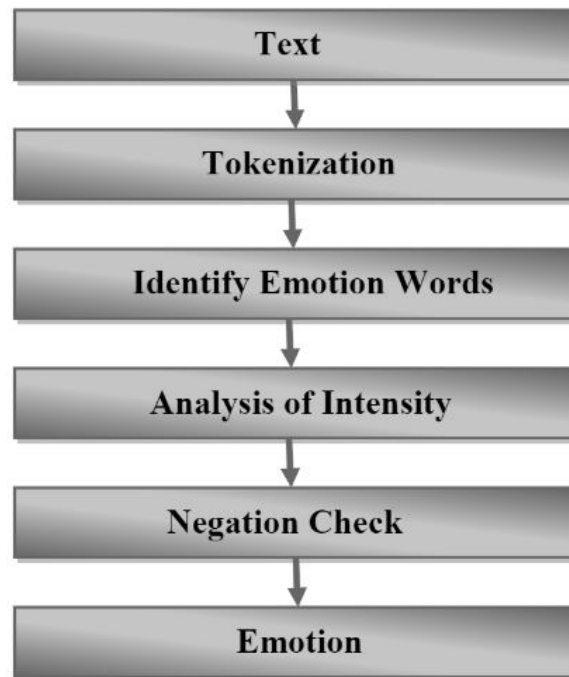 Text
Tokenization
Identify Emotion Words
Analysis of Intensity
Negation Check
Emotion